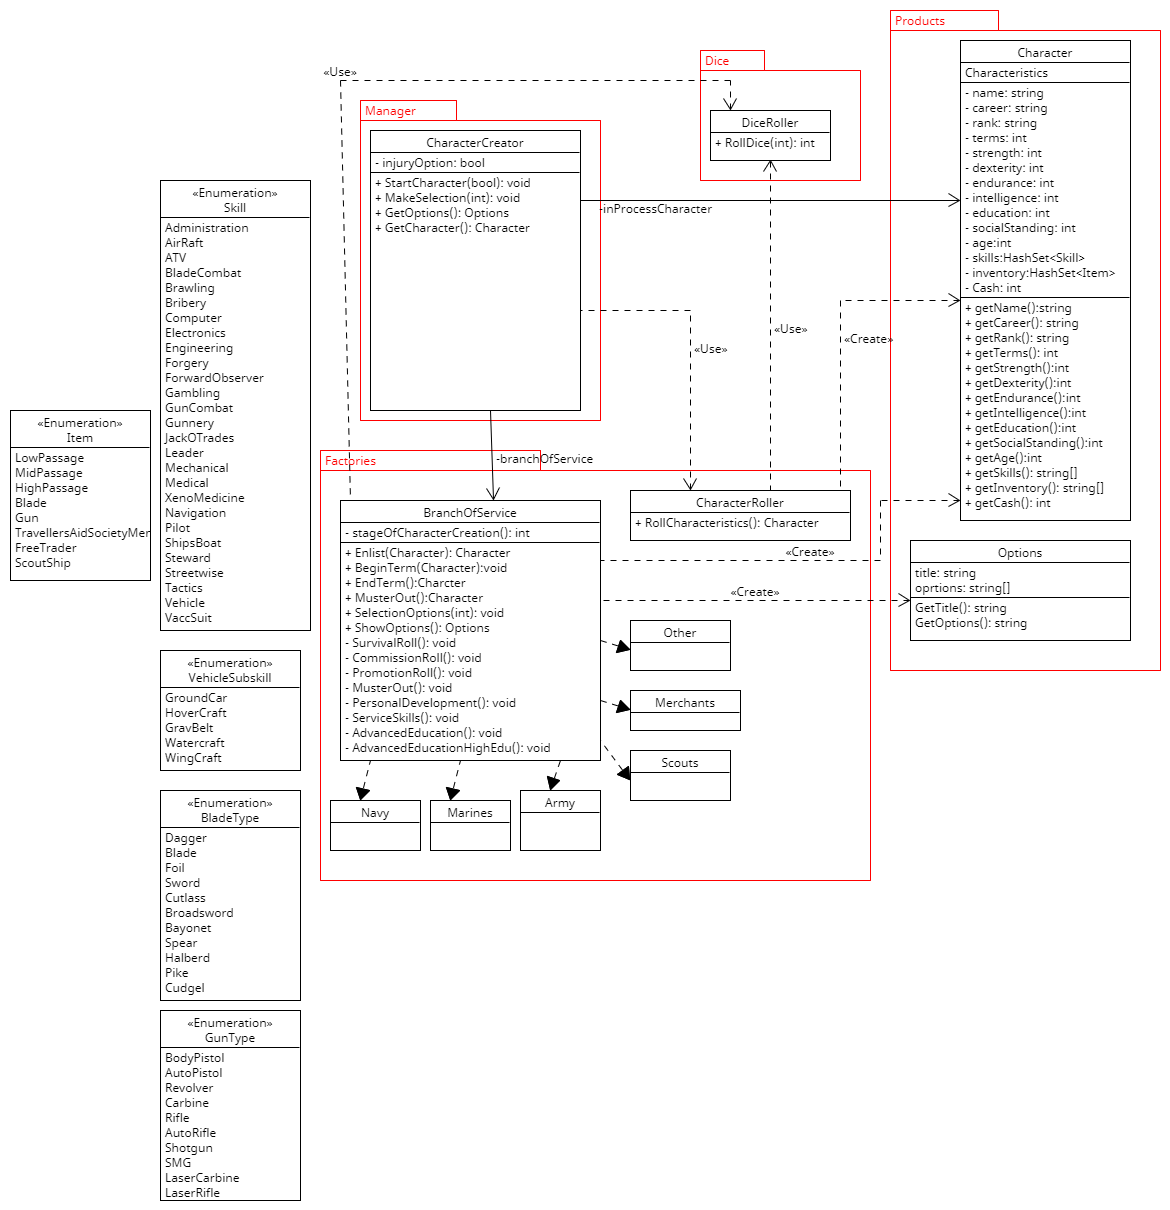 Products
Character
Characteristics
- name: string
- career: string
- rank: string
- terms: int
- strength: int
- dexterity: int
- endurance: int
- intelligence: int
- education: int
- socialStanding: int
- age:int
- skills:HashSet<Skill>
- inventory:HashSet<Item>
- Cash: int
+ getName():string
+ getCareer(): string
+ getRank(): string
+ getTerms(): int
+ getStrength():int
+ getDexterity():int
+ getEndurance():int
+ getIntelligence():int
+ getEducation():int
+ getSocialStanding():int
+ getAge():int
+ getSkills(): string[]
+ getInventory(): string[]
+ getCash(): int
Options
title: string
oprtions: string[]
GetTitle(): string
GetOptions(): string
Dice
DiceRoller
+ RollDice(int): int
«Use»
Manager
CharacterCreator
- injuryOption: bool
+ StartCharacter(bool): void
+ MakeSelection(int): void
+ GetOptions(): Options
+ GetCharacter(): Character
-inProcessCharacter
«Use»
«Use»
«Create»
-branchOfService
Factories
BranchOfService
- stageOfCharacterCreation(): int
+ Enlist(Character): Character
+ BeginTerm(Character):void
+ EndTerm():Charcter
+ MusterOut():Character
+ SelectionOptions(int): void
+ ShowOptions(): Options
- SurvivalRoll(): void
- CommissionRoll(): void
- PromotionRoll(): void
- MusterOut(): void
- PersonalDevelopment(): void
- ServiceSkills(): void
- AdvancedEducation(): void
- AdvancedEducationHighEdu(): void
CharacterRoller
+ RollCharacteristics(): Character
«Create»
«Create»
Other
Merchants
Scouts
Navy
Marines
Army
«Enumeration»
Item
LowPassage
MidPassage
HighPassage
Blade
Gun
TravellersAidSocietyMer
FreeTrader
ScoutShip
«Enumeration»
Skill
Administration
AirRaft
ATV
BladeCombat
Brawling
Bribery
Computer
Electronics
Engineering
Forgery
ForwardObserver
Gambling
GunCombat
Gunnery
JackOTrades
Leader
Mechanical
Medical
XenoMedicine
Navigation
Pilot
ShipsBoat
Steward
Streetwise
Tactics
Vehicle
VaccSuit
«Enumeration»
VehicleSubskill
GroundCar
HoverCraft
GravBelt
Watercraft
WingCraft
«Enumeration»
BladeType
Dagger
Blade
Foil
Sword
Cutlass
Broadsword
Bayonet
Spear
Halberd
Pike
Cudgel
«Enumeration»
GunType
BodyPistol
AutoPistol
Revolver
Carbine
Rifle
AutoRifle
Shotgun
SMG
LaserCarbine
LaserRifle